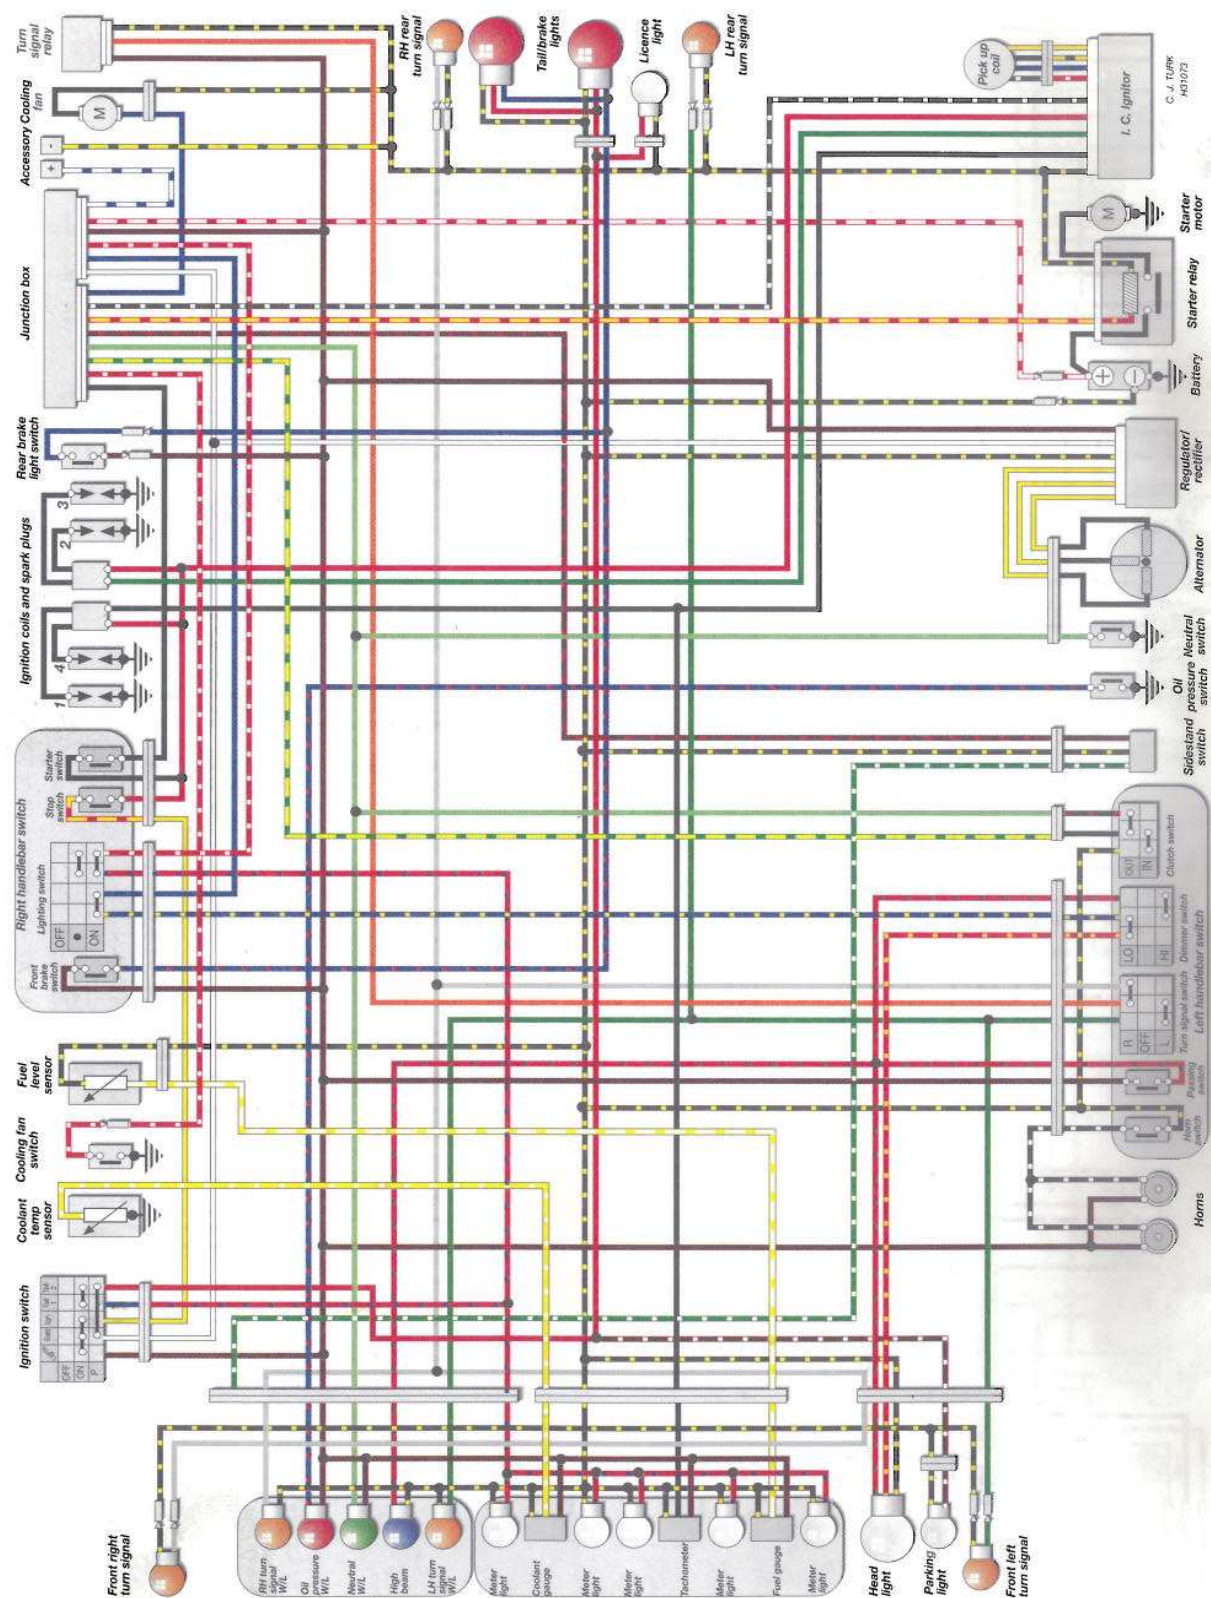 Turn
signal
relay
Cooling
fan
Accessory
-
+
Junction box
Rear brake
light switch
Ignition coils and spark plugs
3
2
4
1
Right handlebar switch
Starter
switch
Stop
switch
Lighting switch
OFF
ON
Front
brake
switch
Fuel
level
sensor
Cooling fan
switch
Coolant
temp
sensor
Ignition switch
OFF
ON
P
RH rear
turn signal
Tail/brake
lights
Licence
light
LH rear
turn signal
Pick up
coil
I. C. Ignitor
C. J. TURK
H31073
M
Starter
motor
M
Starter relay
Battery
+
−
Regulator/
rectifier
Alternator
Neutral
switch
Oil
pressure
switch
Sidestand
switch
OUT
IN
Clutch switch
LO
HI
Dimmer switch
R
OFF
L
Turn signal switch
Left handlebar switch
Passing
switch
Horn
switch
Horns
Front right
turn signal
RH turn
signal
W/L
Oil
pressure
W/L
Neutral
W/L
High
beam
LH turn
signal
W/L
Meter
light
Coolant
gauge
Meter
light
Meter
light
Tachometer
Meter
light
Fuel gauge
Meter
light
Head
light
Parking
light
Front left
turn signal